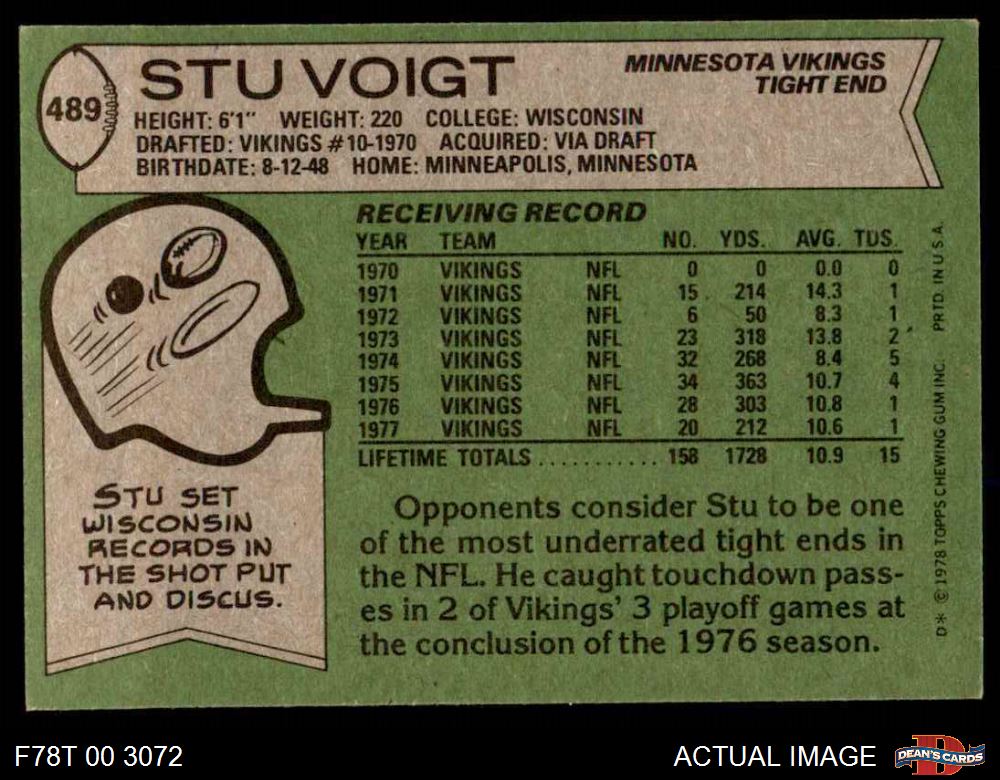 489
STU VOIGT
MINNESOTA VIKINGS
TIGHT END
HEIGHT: 6'1" WEIGHT: 220 COLLEGE: WISCONSIN
DRAFTED: VIKINGS #10-1970 ACQUIRED: VIA DRAFT
BIRTHDATE: 8-12-48 HOME: MINNEAPOLIS, MINNESOTA
RECEIVING RECORD
YEAR TEAM NO. YDS. AVG. TDS.
1970 VIKINGS NFL 0 0 0.0 0
1971 VIKINGS NFL 15 214 14.3 1
1972 VIKINGS NFL 6 50 8.3 1
1973 VIKINGS NFL 23 318 13.8 2
1974 VIKINGS NFL 32 268 8.4 5
1975 VIKINGS NFL 34 363 10.7 4
1976 VIKINGS NFL 28 303 10.8 1
1977 VIKINGS NFL 20 212 10.6 1
LIFETIME TOTALS ............ 158 1728 10.9 15
STU SET
WISCONSIN
RECORDS IN
THE SHOT PUT
AND DISCUS.
Opponents consider Stu to be one
of the most underrated tight ends in
the NFL. He caught touchdown pass-
es in 2 of Vikings' 3 playoff games at
the conclusion of the 1976 season.
D* © 1978 TOPPS CHEWING GUM INC. PRTD. IN U.S.A.
F78T 00 3072
ACTUAL IMAGE
D
DEAN'S CARDS